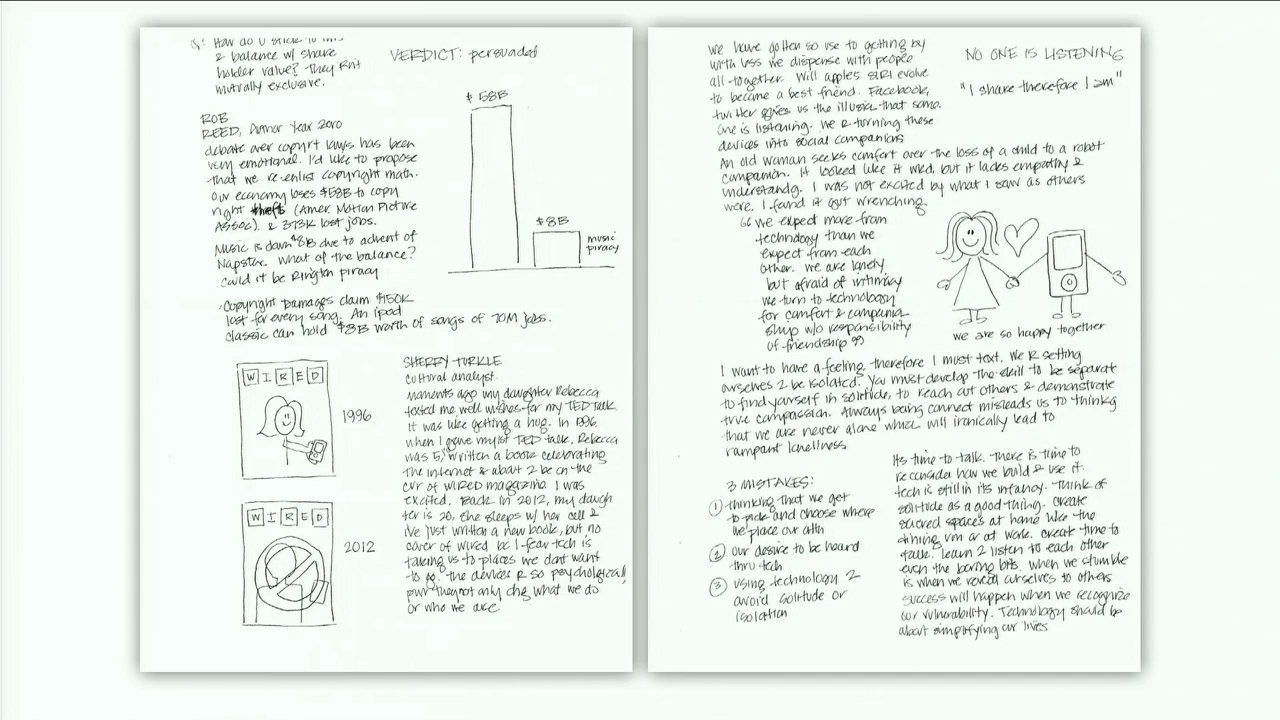 Q: How do U stick to this
& balance w/ share
holder value? They Rn't
mutually exclusive.
VERDICT: persuaded
ROB
REED, Author Year 2010
debate over copyrt laws has been
very emotional. I'd like to propose
that we re-enlist copyright math.
Our economy loses $58B to copy
right theft (Amer. Motion Picture
Assoc). & 373K lost jobs.
Music is down $8B due to advent of
Napster. What of the balance?
Could it be Rington piracy
$58B
$8B
music
piracy
Copyright Damages claim $150K
lost for every song. An ipod
classic can hold $8B worth of songs of 70M jobs.
WIRED
1996
WIRED
2012
SHERRY TURKLE
cultural analyst.
Moments ago my daughter Rebecca
texted me well wishes for my TED Talk.
It was like getting a hug. In 1996
when I gave my 1st TED talk, Rebecca
was 5, written a book celebrating
the internet & about 2 be on the
cvr of WIRED magazine I was
excited. Back in 2012, my daugh
ter is 20, she sleeps w/ her cell &
I've just written a new book, but no
cover of wired bc I fear tech is
taking us to places we dont want
to go. The devices R so psychologicall
pwr they not only chg what we do
or who we are
we have gotten so use to getting by
with less we dispense with people
all together. Will apples SIRI evolve
to become a best friend. Facebook,
twitter gives us the illusion that some
one is listening. We R turning these
devices into social companions
NO ONE IS LISTENING
"I share therefore I am"
An old woman seeks comfort over the loss of a child to a robot
companion. It looked like it wrkd, but it lacks empathy &
understandg. I was not excited by what I saw as others
were. I found it gut wrenching.
"we expect more from
technology than we
expect from each
other. we are lonely
but afraid of intimacy
we turn to technology
for comfort & compania
ship w/o responsibility
of friendship"
we are so happy together
I want to have a feeling, therefore I must text. We R setting
ourselves 2 be isolated. You must develop the skill to be separat
to find yourself in solitude, to reach out others & demonstrate
true compassion. Always being connect misleads us to thinkg
that we are never alone which will ironically lead to
rampant loneliness
3 MISTAKES:
1 thinking that we get
to pick and choose where
we place our attn
2 our desire to be heard
thru tech
3 using technology 2
avoid solitude or
isolation
Its time to talk. There is time to
reconsider how we build & use it.
tech is still in its infancy. Think of
solitude as a good thing. Create
sacred spaces at home like the
dining rm or at work. Create time to
talk. Learn 2 listen to each other
even the boring bits. When we stumble
is when we reveal ourselves to others
success will happen when we recognize
our vulnerability. Technology should be
about simplifying our lives